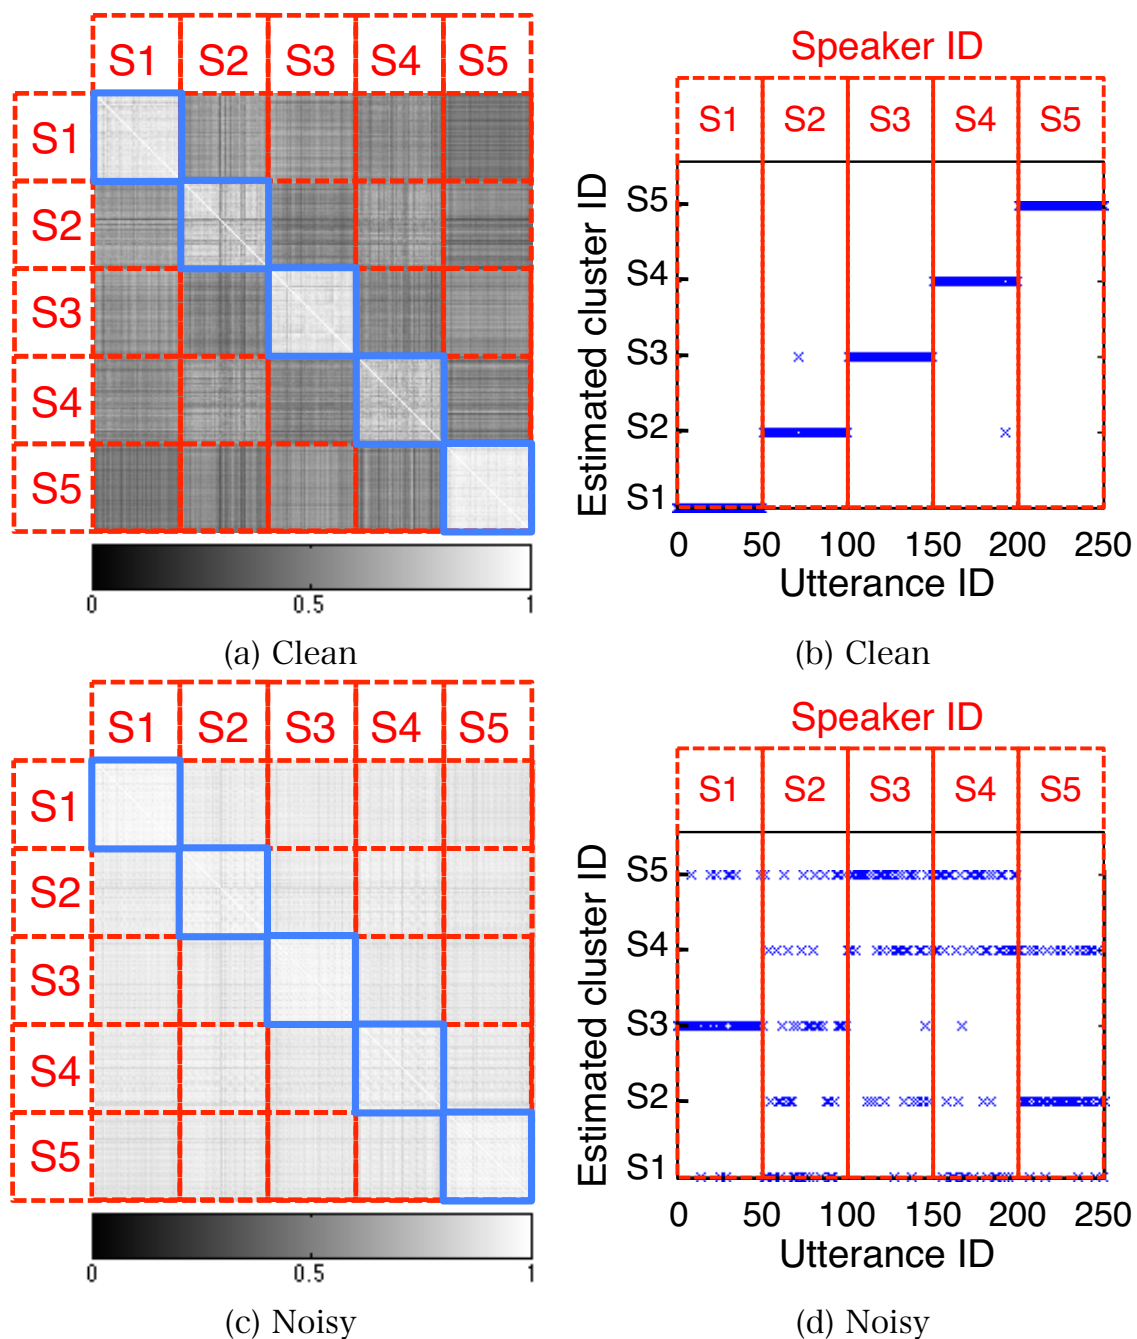 S1 S2 S3 S4 S5
S1
S2
S3
S4
S5
0 0.5 1
(a) Clean
Speaker ID
S1 S2 S3 S4 S5
Estimated cluster ID
S5
S4
S3
S2
S1
0 50 100 150 200 250
Utterance ID
(b) Clean
S1 S2 S3 S4 S5
S1
S2
S3
S4
S5
0 0.5 1
(c) Noisy
Speaker ID
S1 S2 S3 S4 S5
Estimated cluster ID
S5
S4
S3
S2
S1
0 50 100 150 200 250
Utterance ID
(d) Noisy